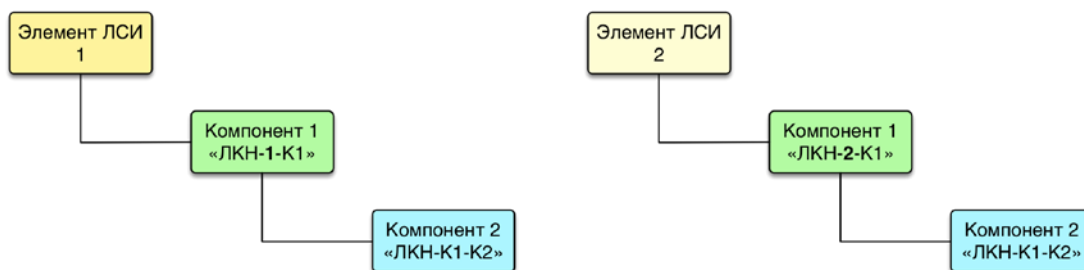 Элемент ЛСИ
1
Компонент 1
«ЛКН-1-К1»
Компонент 2
«ЛКН-К1-К2»
Элемент ЛСИ
2
Компонент 1
«ЛКН-2-К1»
Компонент 2
«ЛКН-К1-К2»